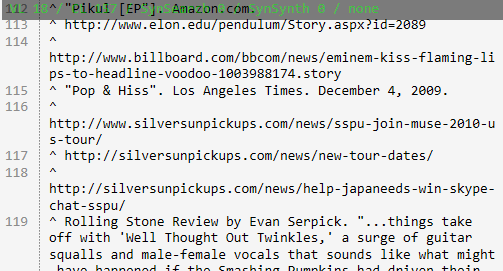 112 ^ "Pikul [EP"]. Amazon.com.
SynSynth 0 / none
113 ^ http://www.elon.edu/pendulum/Story.aspx?id=2089
114 ^
http://www.billboard.com/bbcom/news/eminem-kiss-flaming-li
ps-to-headline-voodoo-1003988174.story
115 ^ "Pop & Hiss". Los Angeles Times. December 4, 2009.
116 ^
http://www.silversunpickups.com/news/sspu-join-muse-2010-u
s-tour/
117 ^ http://silversunpickups.com/news/new-tour-dates/
118 ^
http://silversunpickups.com/news/help-japaneeds-win-skype-
chat-sspu/
119 ^ Rolling Stone Review by Evan Serpick. "...things take
off with 'Well Thought Out Twinkles,' a surge of guitar
squalls and male-female vocals that sounds like what might
have happened if the Smashing Pumpkins had driven their